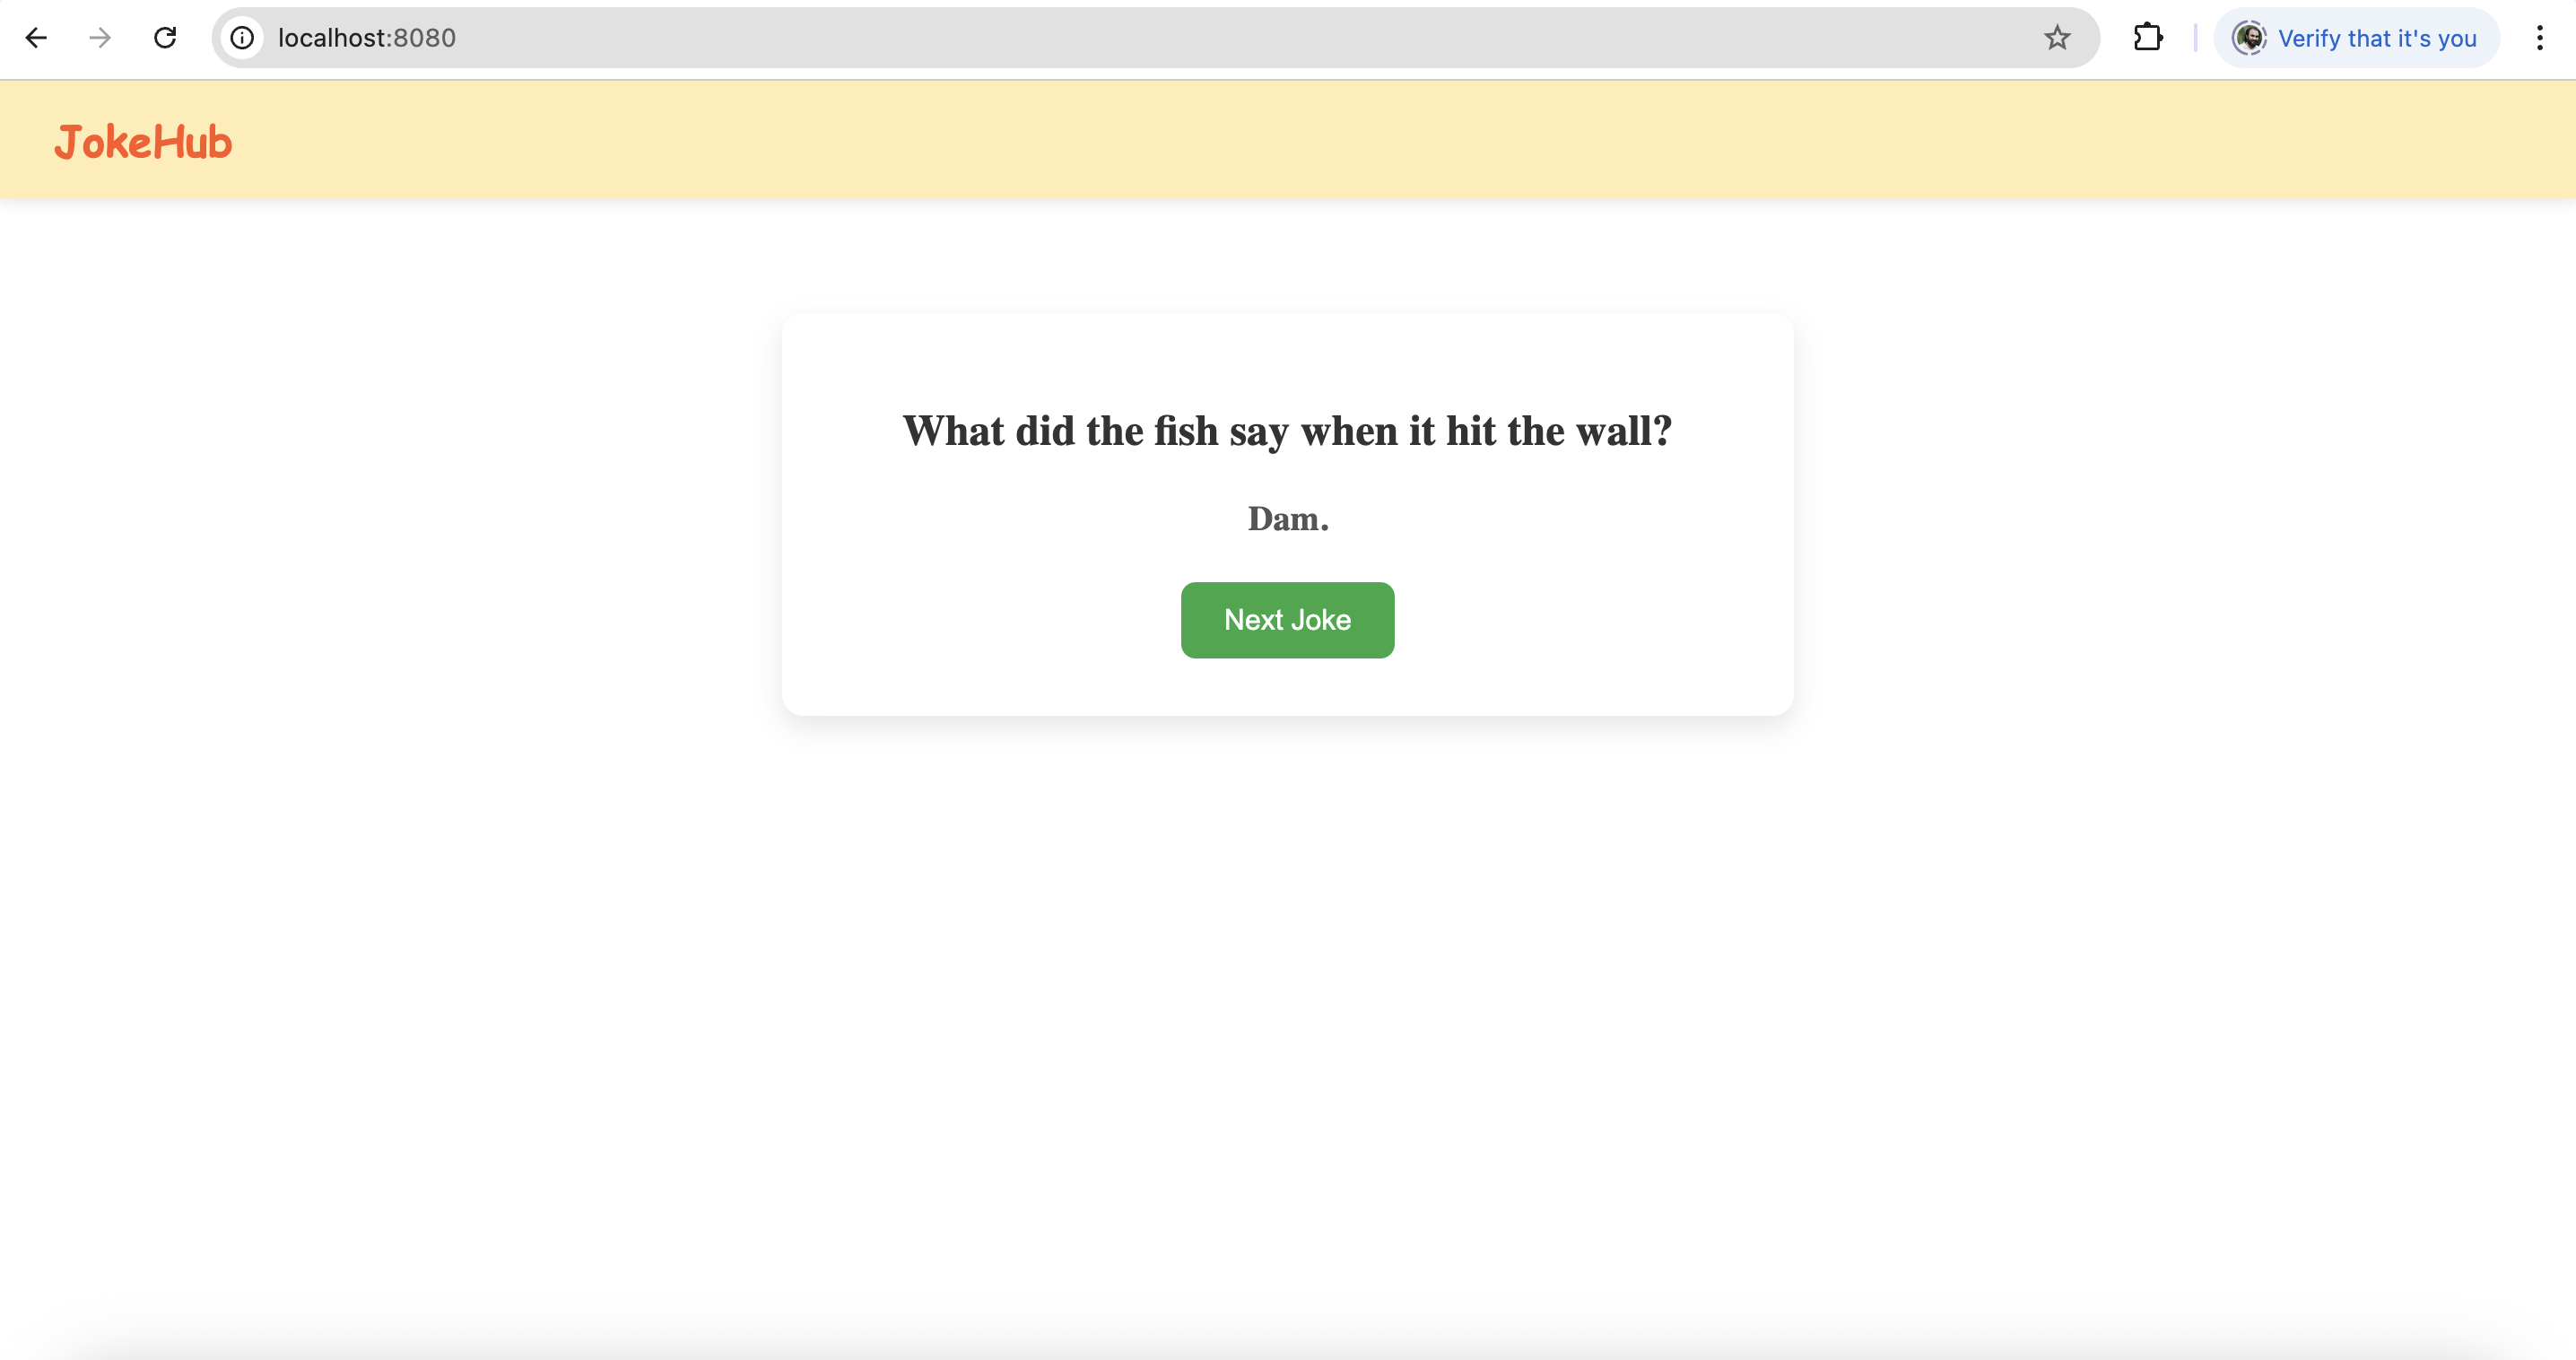 localhost:8080
Verify that it's you
JokeHub
What did the fish say when it hit the wall?
Dam.
Next Joke